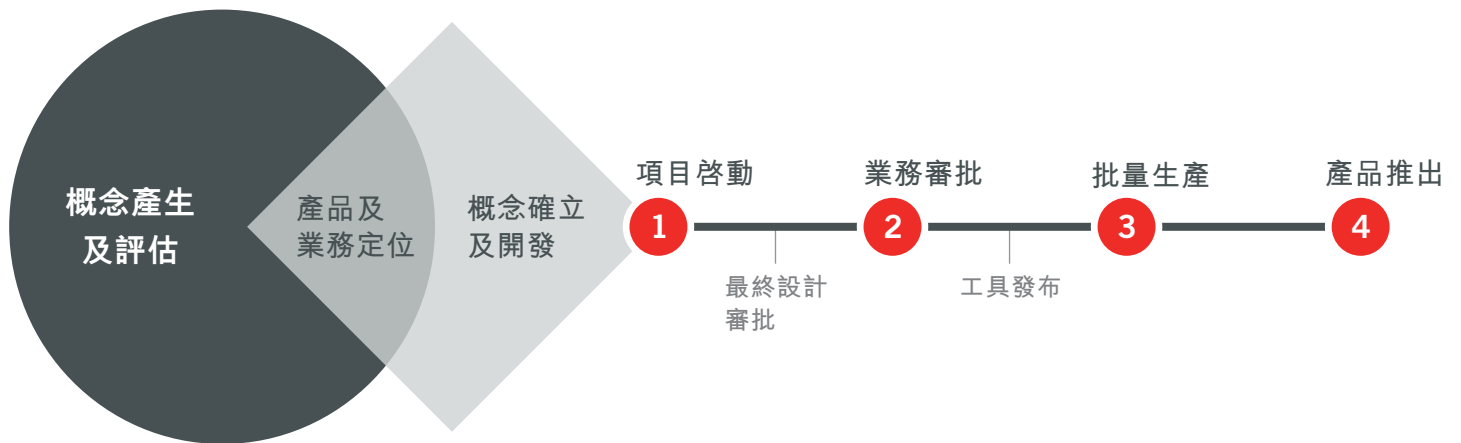 概念產生
及評估
產品及
業務定位
概念確立
及開發
項目啓動
1
最終設計
審批
業務審批
2
工具發布
批量生產
3
產品推出
4